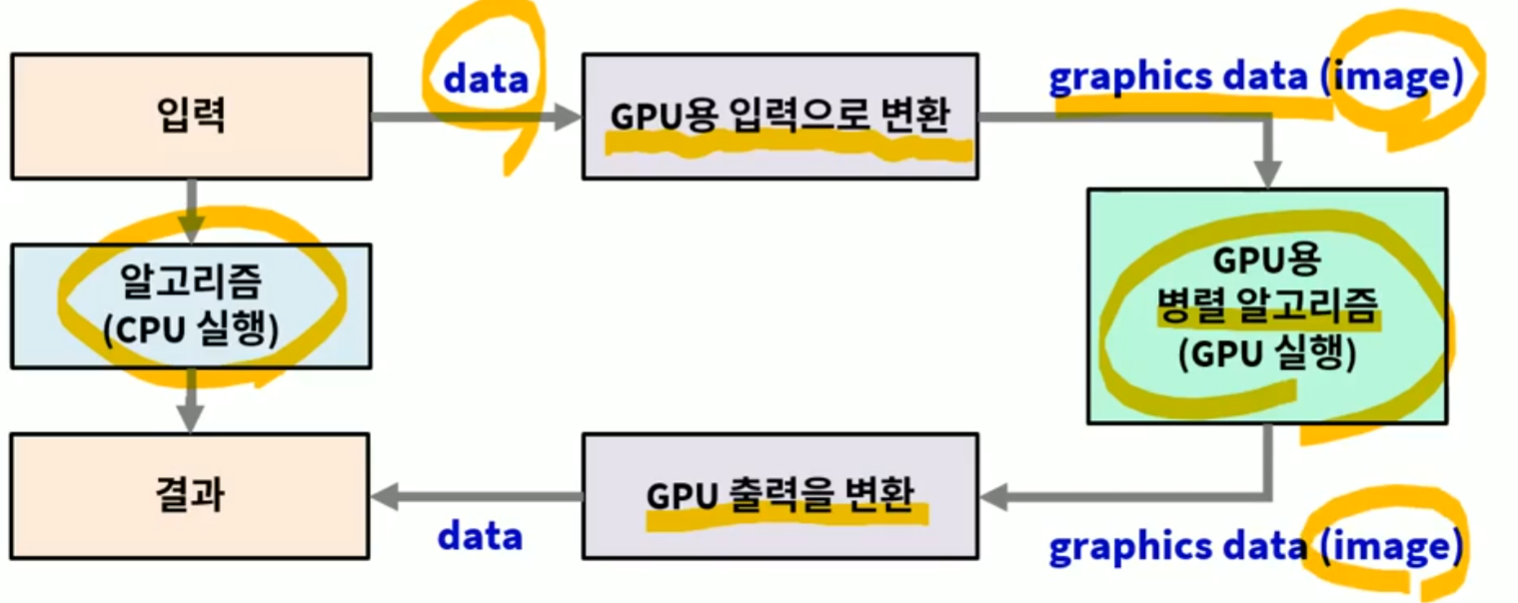 입력
data
GPU용 입력으로 변환
graphics data (image)
알고리즘
(CPU 실행)
GPU용
병렬 알고리즘
(GPU 실행)
결과
data
GPU 출력을 변환
graphics data (image)